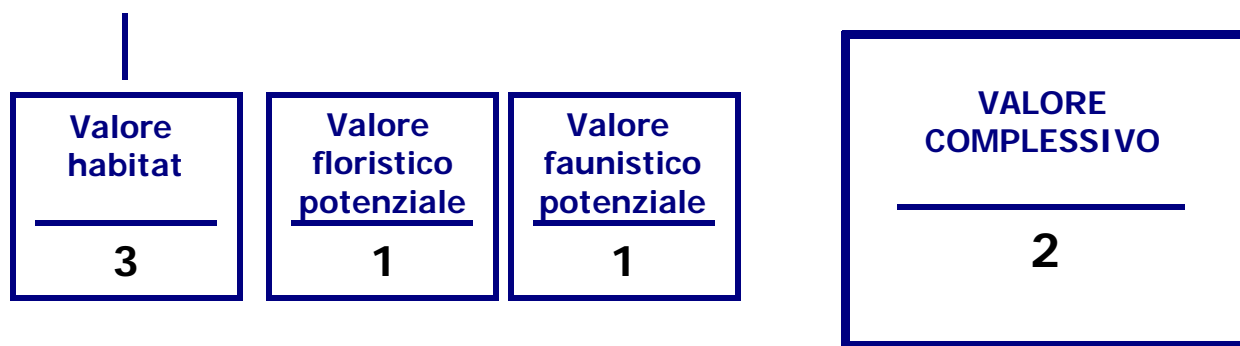 Valore
habitat
3
Valore
floristico
potenziale
1
Valore
faunistico
potenziale
1
VALORE
COMPLESSIVO
2